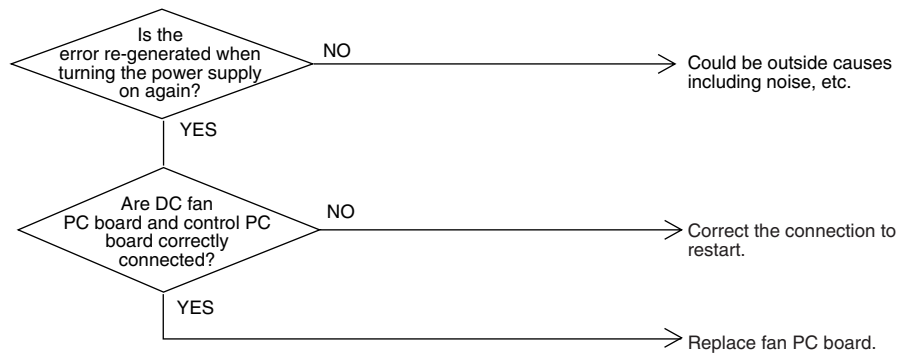 Is the
error re-generated when
turning the power supply
on again?
NO
Could be outside causes
including noise, etc.
YES
Are DC fan
PC board and control PC
board correctly
connected?
NO
Correct the connection to
restart.
YES
Replace fan PC board.